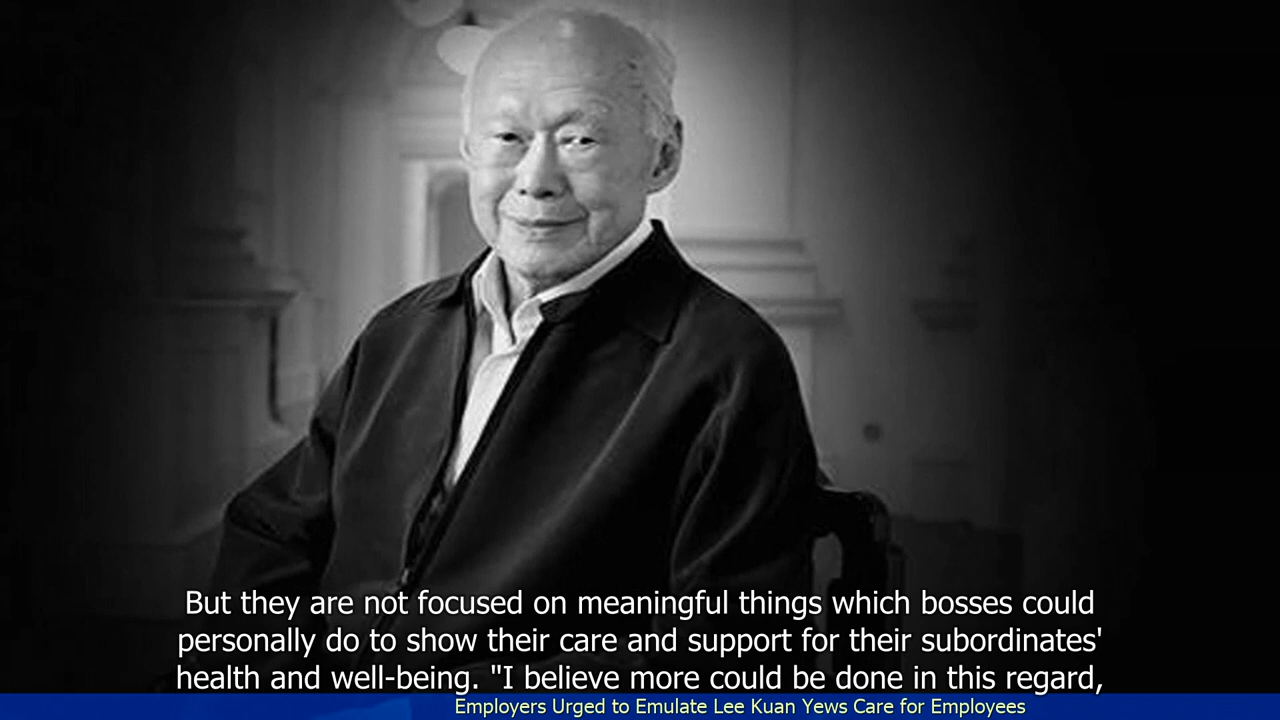 But they are not focused on meaningful things which bosses could
personally do to show their care and support for their subordinates'
health and well-being. "I believe more could be done in this regard,
Employers Urged to Emulate Lee Kuan Yews Care for Employees